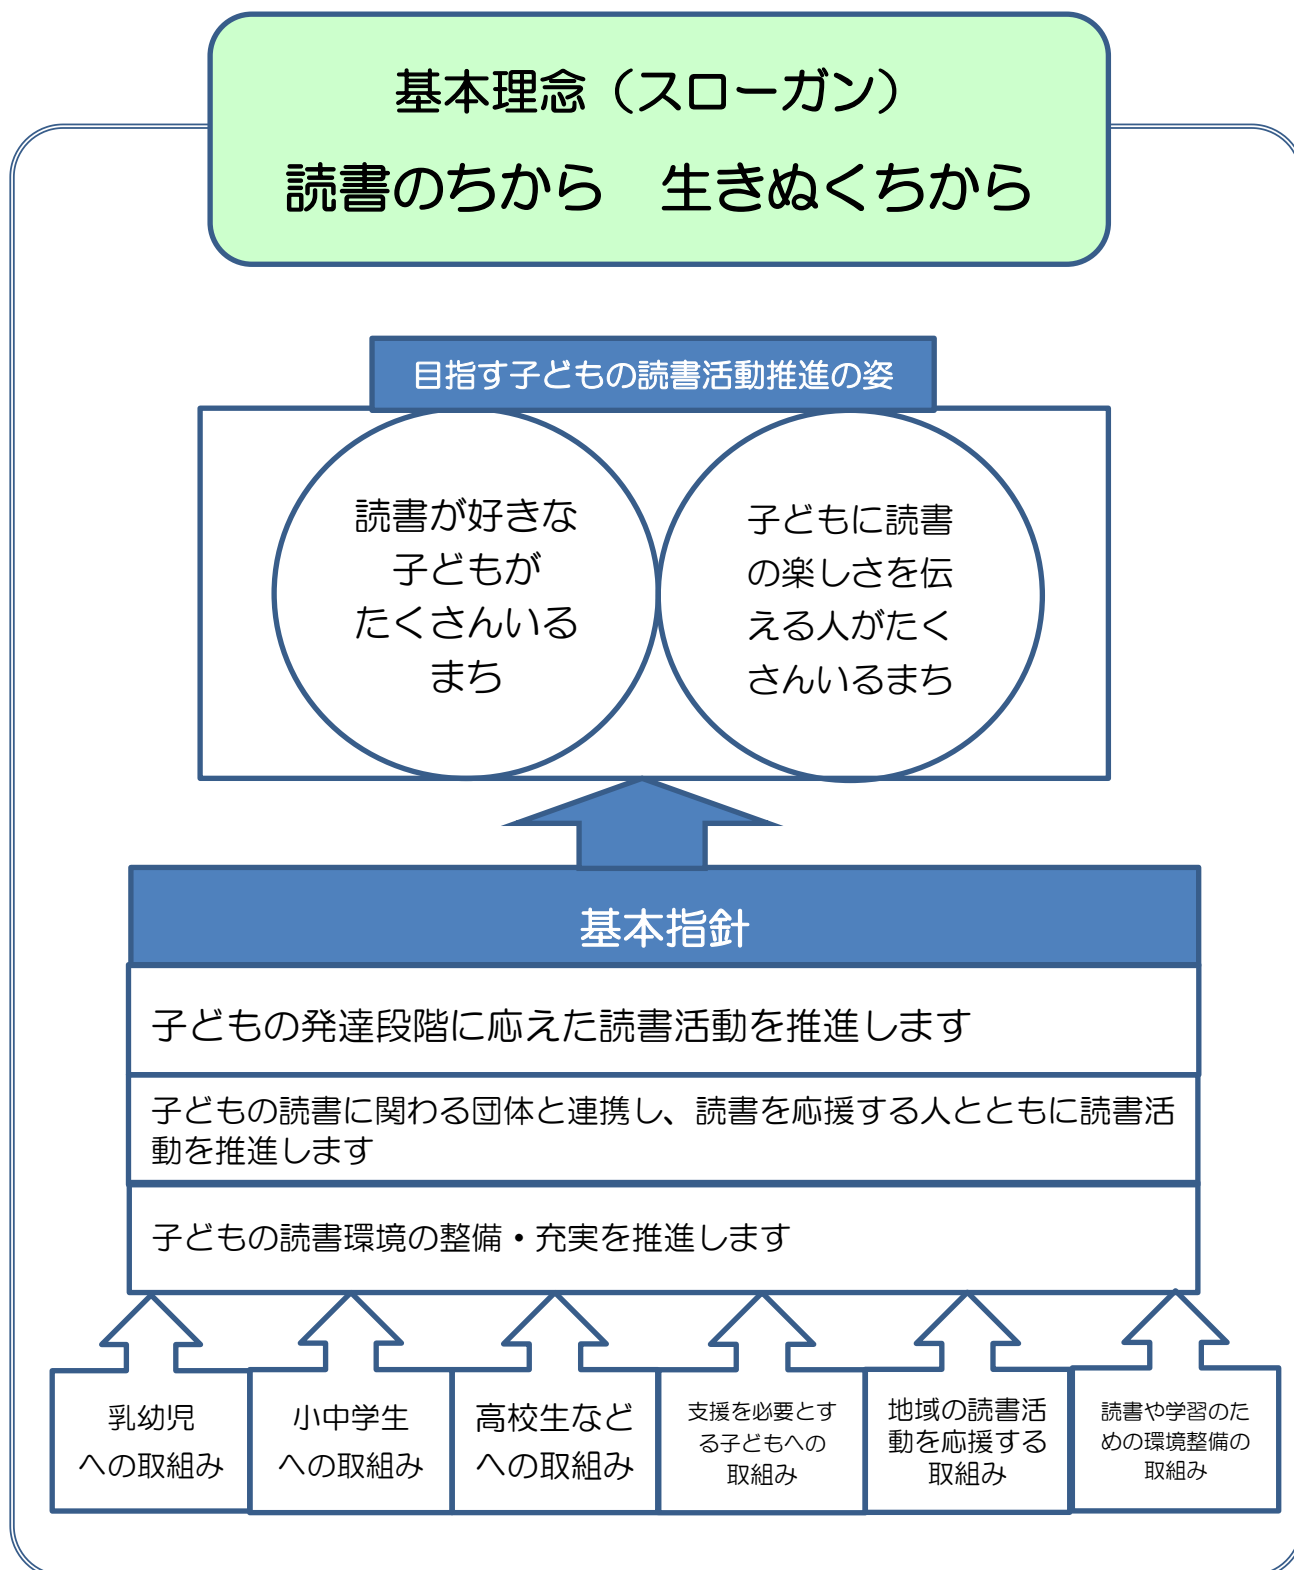 基本理念（スローガン）
読書のちから　生きぬくちから
目指す子どもの読書活動推進の姿
読書が好きな
子どもが
たくさんいる
まち
子どもに読書
の楽しさを伝
える人がたく
さんいるまち
基本指針
子どもの発達段階に応えた読書活動を推進します
子どもの読書に関わる団体と連携し、読書を応援する人とともに読書活
動を推進します
子どもの読書環境の整備・充実を推進します
乳幼児
への取組み
小中学生
への取組み
高校生など
への取組み
支援を必要とす
る子どもへの
取組み
地域の読書活
動を応援する
取組み
読書や学習のた
めの環境整備の
取組み